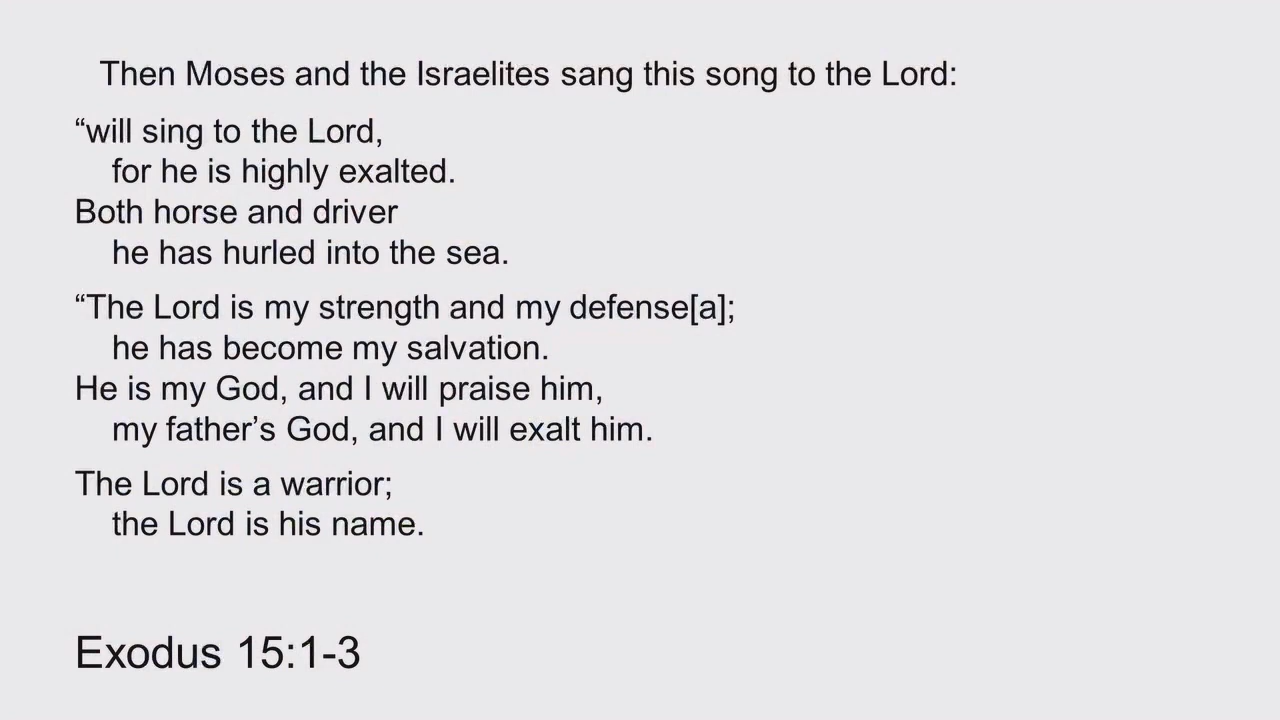 Then Moses and the Israelites sang this song to the Lord:
“will sing to the Lord,
for he is highly exalted.
Both horse and driver
he has hurled into the sea.
“The Lord is my strength and my defense[a];
he has become my salvation.
He is my God, and I will praise him,
my father’s God, and I will exalt him.
The Lord is a warrior;
the Lord is his name.
Exodus 15:1-3